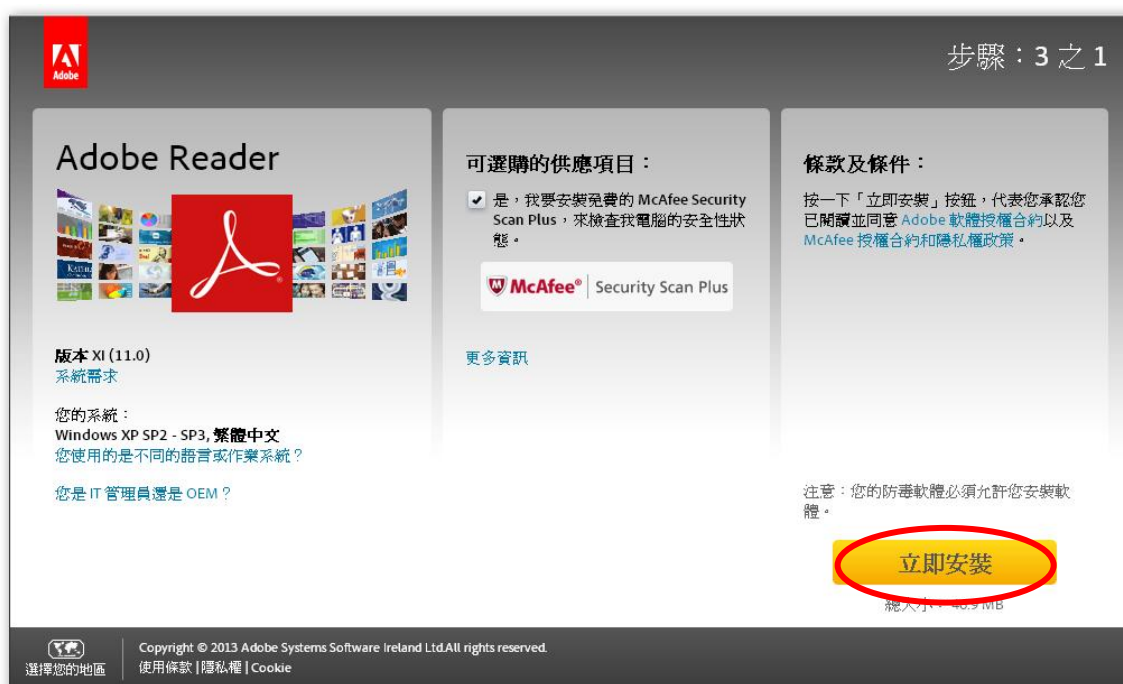 Adobe
步驟：3 之 1
Adobe Reader
版本 XI (11.0)
系統需求
您的系統：
Windows XP SP2 - SP3, 繁體中文
您使用的是不同的語言或作業系統？
您是 IT 管理員還是 OEM？
可選購的供應項目：
是，我要安裝免費的 McAfee Security
Scan Plus，來檢查我電腦的安全性狀
態。
McAfee® Security Scan Plus
更多資訊
條款及條件：
按一下「立即安裝」按鈕，代表您承認您
已閱讀並同意 Adobe 軟體授權合約以及
McAfee 授權合約和隱私權政策。
注意：您的防毒軟體必須允許您安裝軟
體。
立即安裝
總大小：MB
選擇您的地區
Copyright © 2013 Adobe Systems Software Ireland Ltd.All rights reserved.
使用條款 | 隱私權 | Cookie